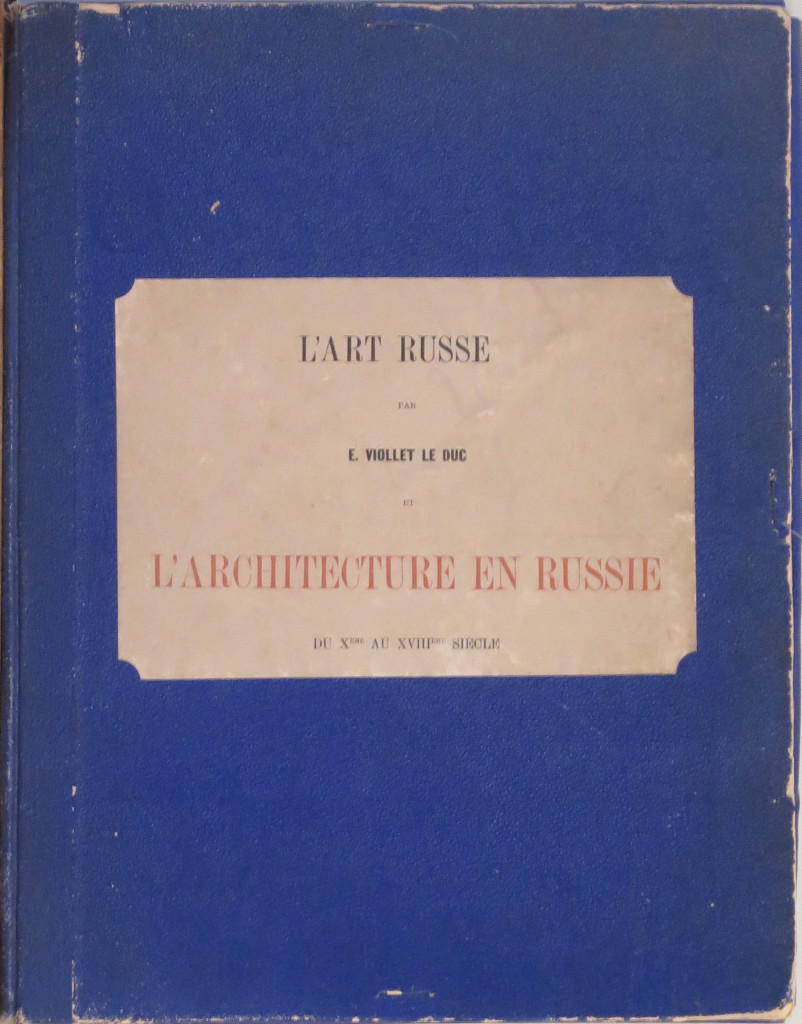 L'ART RUSSE
PAR
E. VIOLLET LE DUC
ET
L'ARCHITECTURE EN RUSSIE
DU XÈME AU XVIIIÈME SIÈCLE